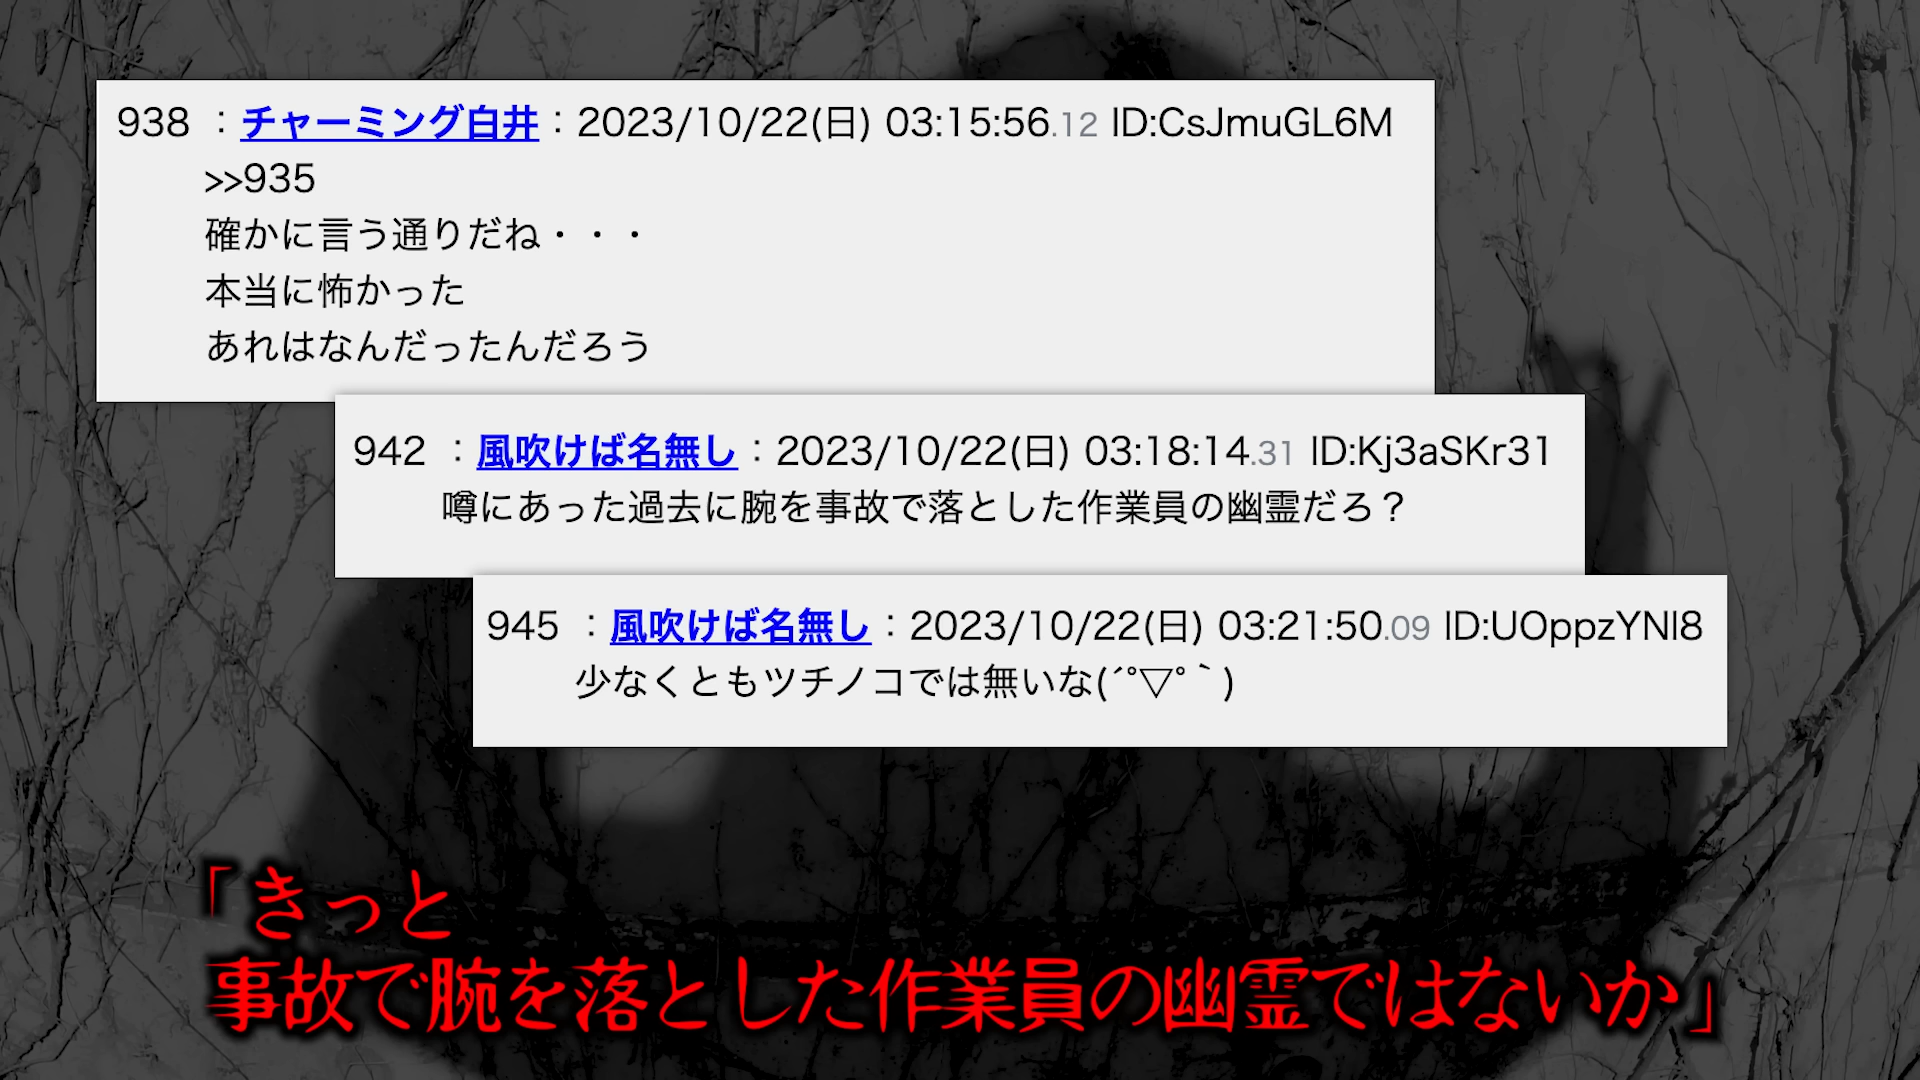 938 ：チャーミング白井：2023/10/22(日) 03:15:56.12 ID:CsJmuGL6M
>>935
確かに言う通りだね・・・
本当に怖かった
あれはなんだったんだろう
942 ：風吹けば名無し：2023/10/22(日) 03:18:14.31 ID:Kj3aSKr31
噂にあった過去に腕を事故で落とした作業員の幽霊だろ？
945 ：風吹けば名無し：2023/10/22(日) 03:21:50.09 ID:UOppzYNl8
少なくともツチノコでは無いな(´°▽°｀)
「きっと
事故で腕を落とした作業員の幽霊ではないか」